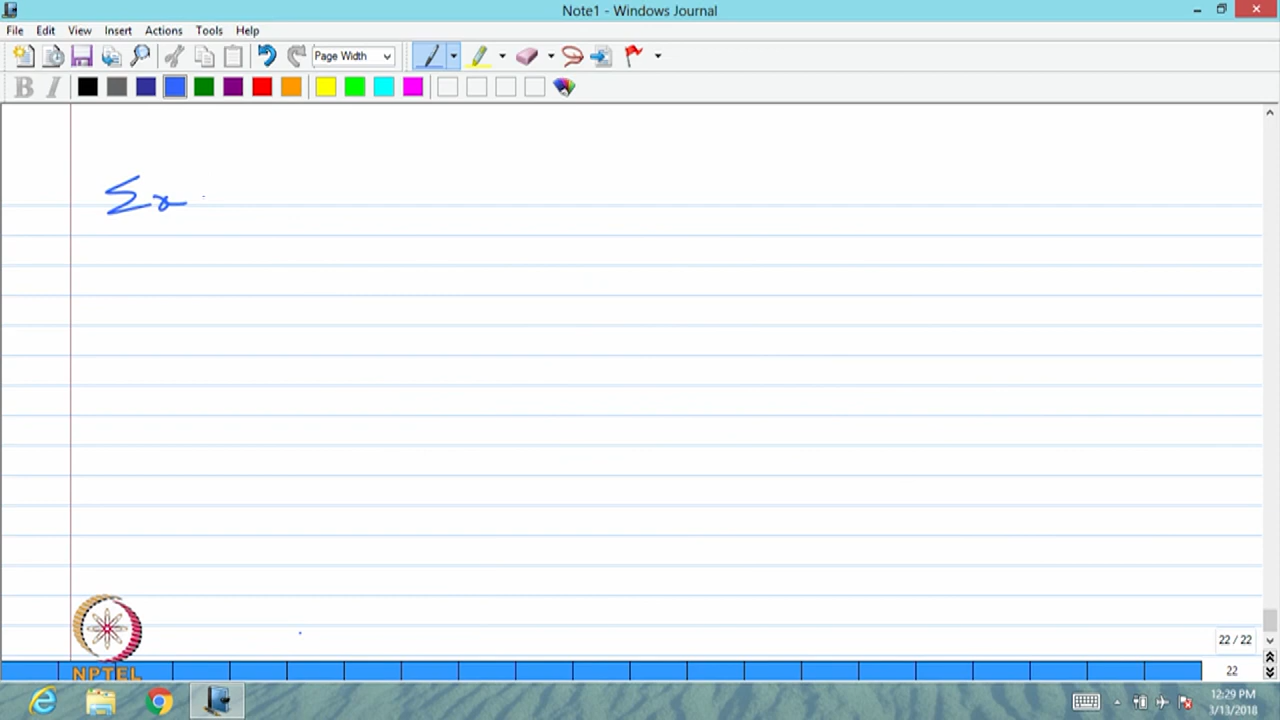 Note1 - Windows Journal
File Edit View Insert Actions Tools Help
Page Width
B I
Σx
22 / 22
NPTEL
22
12:29 PM
3/13/2018